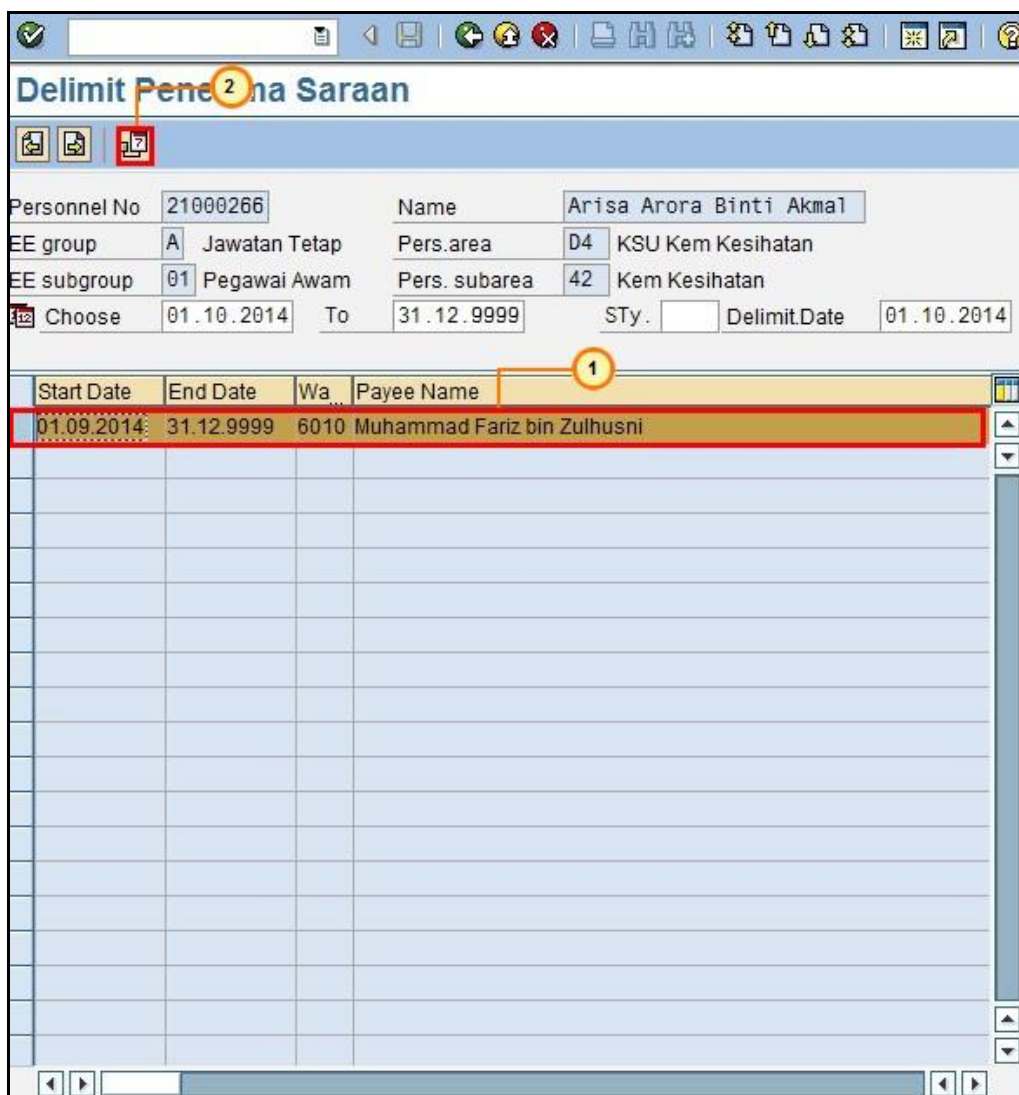 Delimit Penerima Saraan
2
Personnel No 21000266 Name Arisa Arora Binti Akmal
EE group A Jawatan Tetap Pers.area D4 KSU Kem Kesihatan
EE subgroup 01 Pegawai Awam Pers. subarea 42 Kem Kesihatan
Choose 01.10.2014 To 31.12.9999 STy. Delimit.Date 01.10.2014
1
Start Date End Date Wa... Payee Name
01.09.2014 31.12.9999 6010 Muhammad Fariz bin Zulhusni